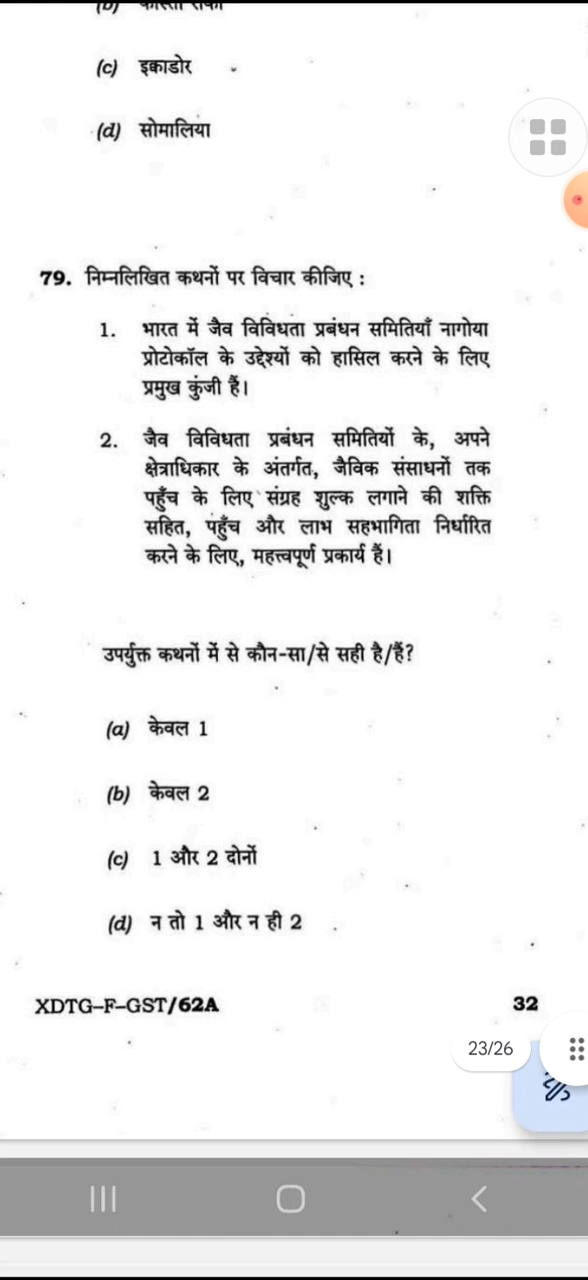 (c) इक्वाडोर
(d) सोमालिया
79. निम्नलिखित कथनों पर विचार कीजिए :
1. भारत में जैव विविधता प्रबंधन समितियाँ नागोया
प्रोटोकॉल के उद्देश्यों को हासिल करने के लिए
प्रमुख कुंजी हैं।
2. जैव विविधता प्रबंधन समितियों के, अपने
क्षेत्राधिकार के अंतर्गत, जैविक संसाधनों तक
पहुँच के लिए संग्रह शुल्क लगाने की शक्ति
सहित, पहुँच और लाभ सहभागिता निर्धारित
करने के लिए, महत्त्वपूर्ण प्रकार्य हैं।
उपर्युक्त कथनों में से कौन-सा/से सही है/हैं?
(a) केवल 1
(b) केवल 2
(c) 1 और 2 दोनों
(d) न तो 1 और न ही 2
XDTG-F-GST/62A 32
23/26